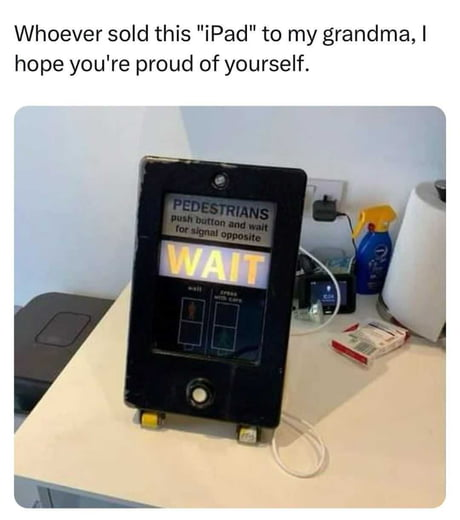 Whoever sold this "iPad" to my grandma, I
hope you're proud of yourself.
PEDESTRIANS
push button and wait
for signal opposite
WAIT
wait
cross
with care